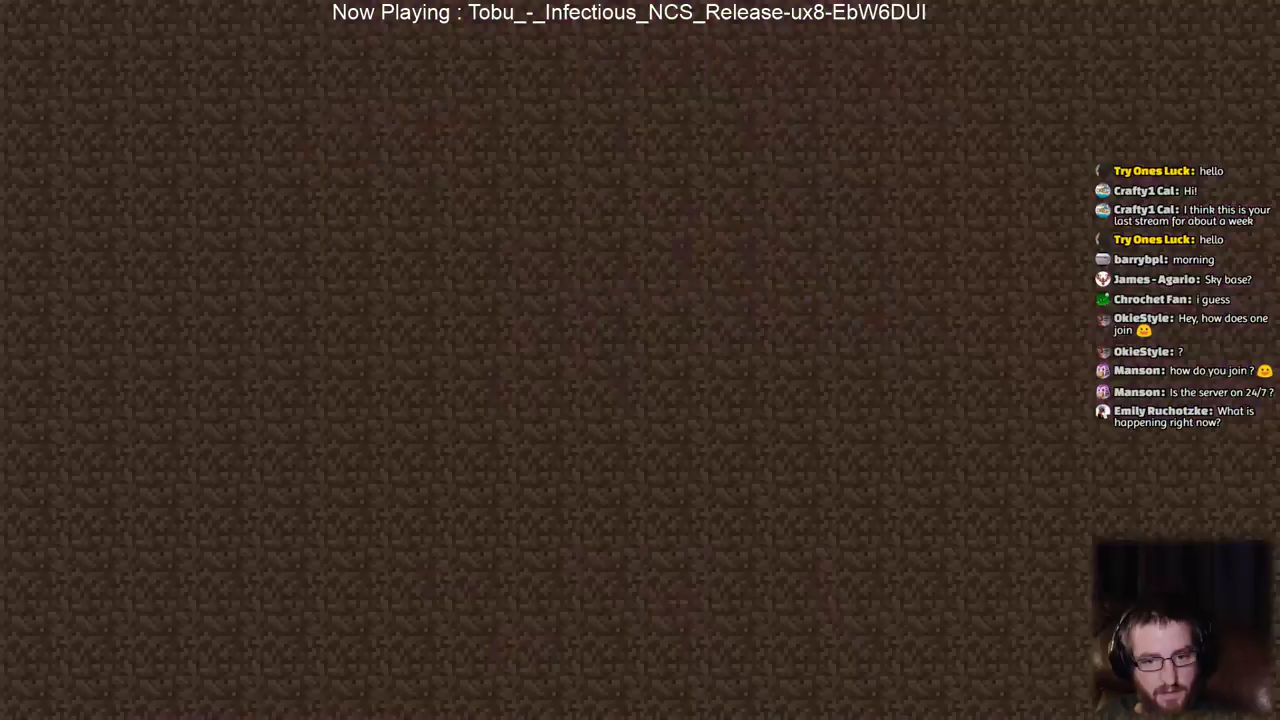 Now Playing : Tobu_-_Infectious_NCS_Release-ux8-EbW6DUI
Try Ones Luck: hello
Crafty1 Cal: Hi!
Crafty1 Cal: I think this is your
last stream for about a week
Try Ones Luck: hello
barrybpl: morning
James - Agario: Sky base?
Chrochet Fan: i guess
OkieStyle: Hey, how does one
join
OkieStyle: ?
Manson: how do you join ?
Manson: Is the server on 24/7 ?
Emily Ruchotzke: What is
happening right now?